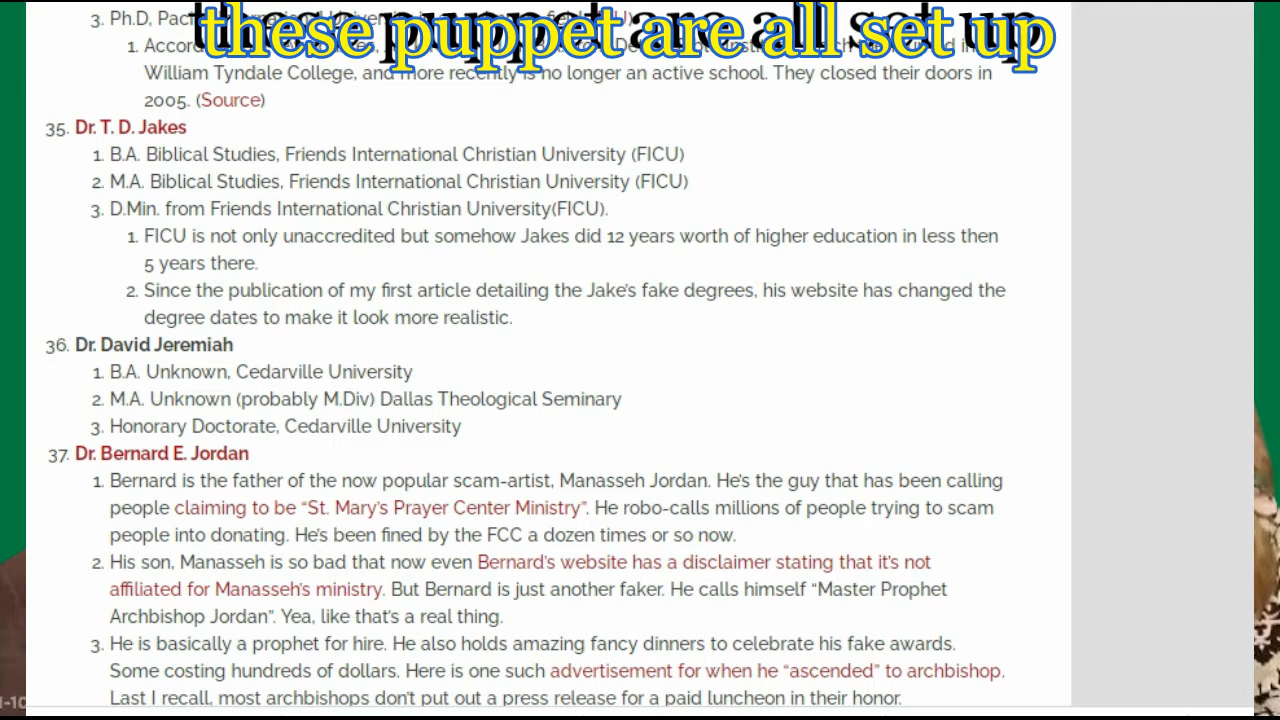 these puppet are all set up
3. Ph.D, Pac
1. Accord
William Tyndale College, and more recently is no longer an active school. They closed their doors in
2005. (Source)
35. Dr. T. D. Jakes
1. B.A. Biblical Studies, Friends International Christian University (FICU)
2. M.A. Biblical Studies, Friends International Christian University (FICU)
3. D.Min. from Friends International Christian University(FICU).
1. FICU is not only unaccredited but somehow Jakes did 12 years worth of higher education in less then
5 years there.
2. Since the publication of my first article detailing the Jake's fake degrees, his website has changed the
degree dates to make it look more realistic.
36. Dr. David Jeremiah
1. B.A. Unknown, Cedarville University
2. M.A. Unknown (probably M.Div) Dallas Theological Seminary
3. Honorary Doctorate, Cedarville University
37. Dr. Bernard E. Jordan
1. Bernard is the father of the now popular scam-artist, Manasseh Jordan. He's the guy that has been calling
people claiming to be “St. Mary's Prayer Center Ministry”. He robo-calls millions of people trying to scam
people into donating. He's been fined by the FCC a dozen times or so now.
2. His son, Manasseh is so bad that now even Bernard's website has a disclaimer stating that it's not
affiliated for Manasseh's ministry. But Bernard is just another faker. He calls himself “Master Prophet
Archbishop Jordan”. Yea, like that's a real thing.
3. He is basically a prophet for hire. He also holds amazing fancy dinners to celebrate his fake awards.
Some costing hundreds of dollars. Here is one such advertisement for when he “ascended” to archbishop.
Last I recall, most archbishops don't put out a press release for a paid luncheon in their honor.